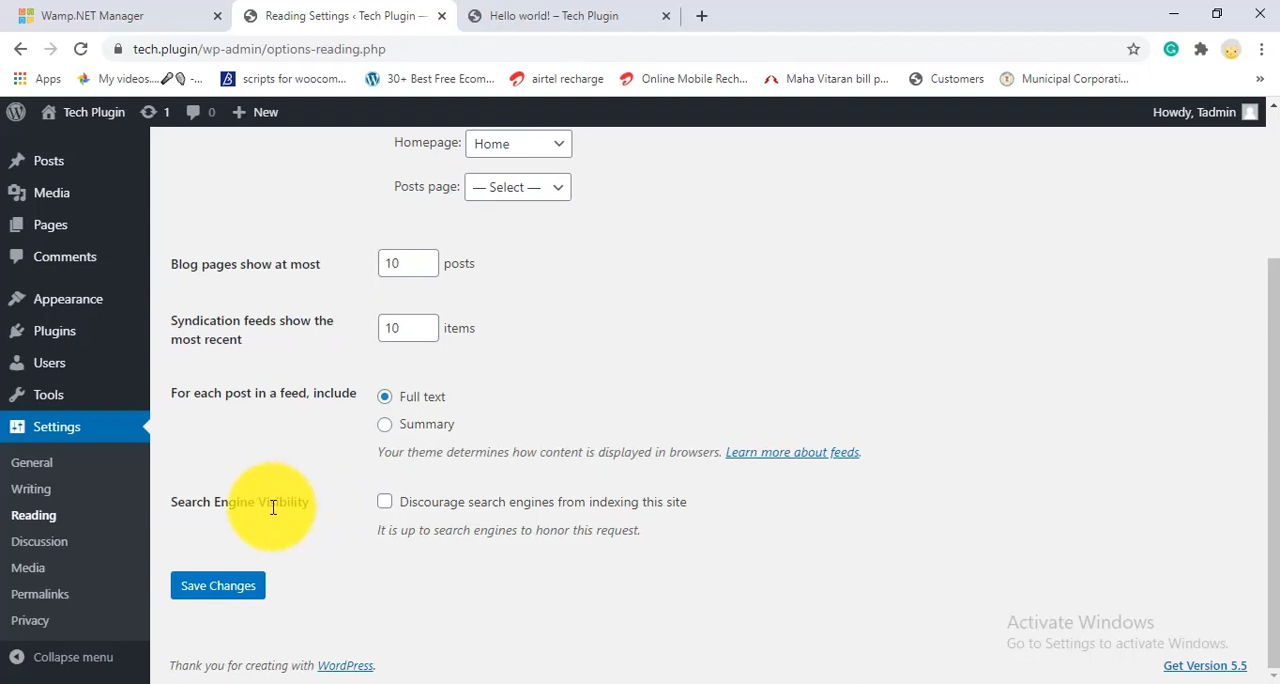 Wamp.NET Manager
Reading Settings ‹ Tech Plugin —
Hello world! – Tech Plugin
tech.plugin/wp-admin/options-reading.php
Apps
My videos....
scripts for woocom...
30+ Best Free Ecom...
airtel recharge
Online Mobile Rech...
Maha Vitaran bill p...
Customers
Municipal Corporati...
»
Tech Plugin
1
0
New
Howdy, Tadmin
Posts
Media
Pages
Comments
Appearance
Plugins
Users
Tools
Settings
General
Writing
Reading
Discussion
Media
Permalinks
Privacy
Collapse menu
Homepage: Home
Posts page: — Select —
Blog pages show at most 10 posts
Syndication feeds show the
most recent
10 items
For each post in a feed, include
Full text
Summary
Your theme determines how content is displayed in browsers. Learn more about feeds.
Search Engine Visibility
Discourage search engines from indexing this site
It is up to search engines to honor this request.
Save Changes
Activate Windows
Go to Settings to activate Windows.
Thank you for creating with WordPress.
Get Version 5.5